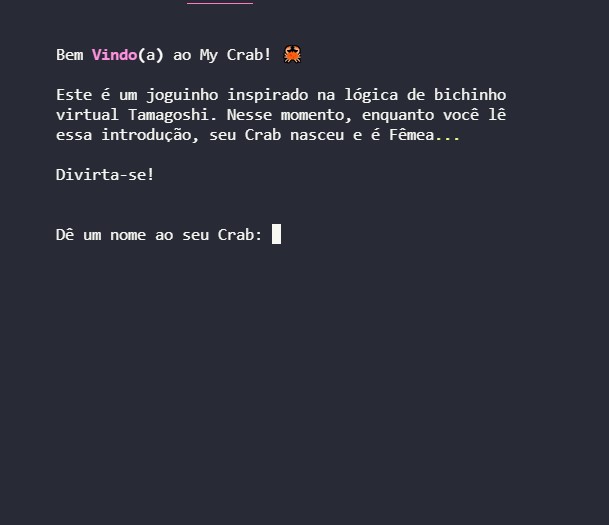 Bem Vindo(a) ao My Crab! 🦀
Este é um joguinho inspirado na lógica de bichinho
virtual Tamagoshi. Nesse momento, enquanto você lê
essa introdução, seu Crab nasceu e é Fêmea...
Divirta-se!
Dê um nome ao seu Crab: